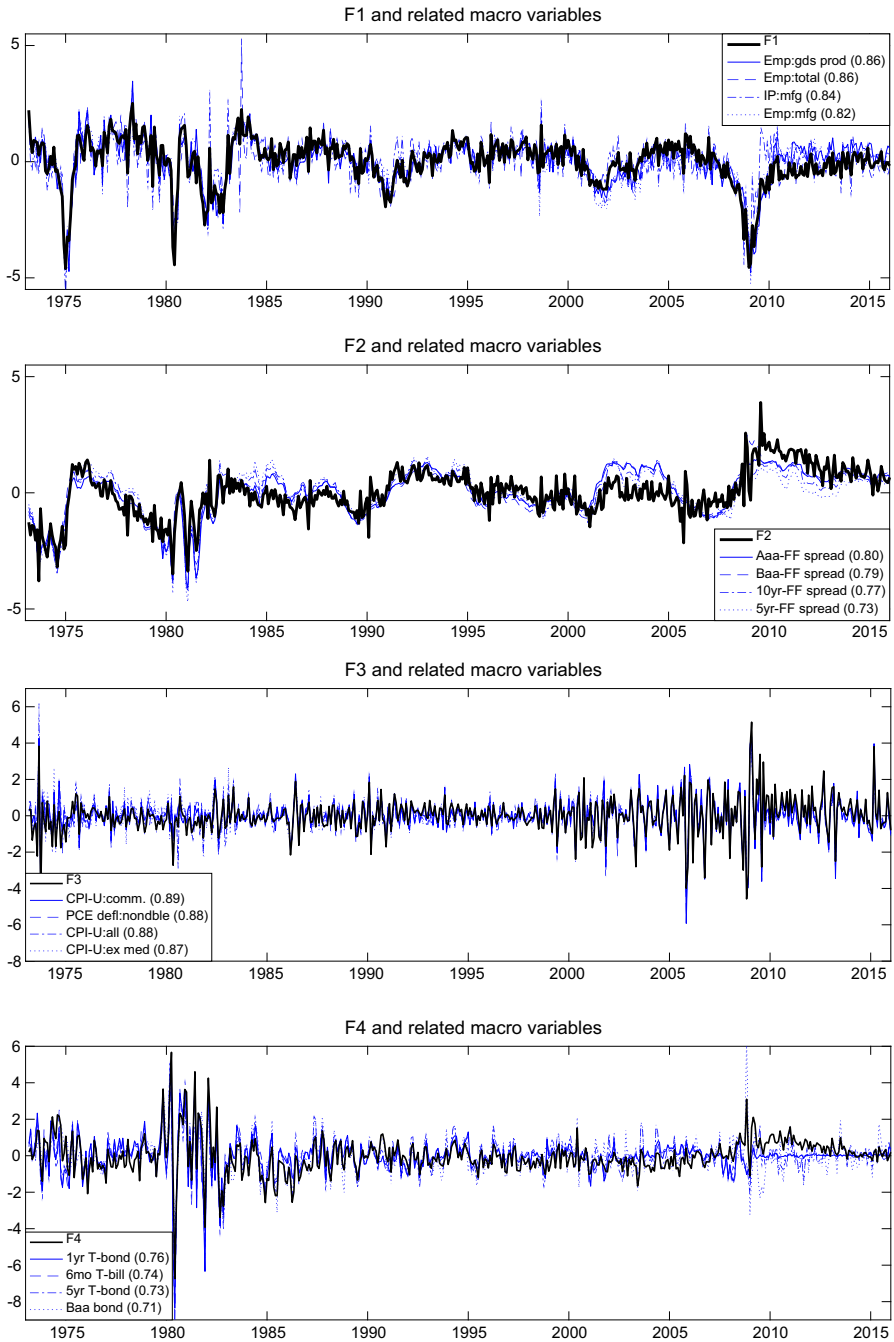 F1 and related macro variables
5
0
-5
F1
Emp:gds prod (0.86)
Emp:total (0.86)
IP:mfg (0.84)
Emp:mfg (0.82)
1975 1980 1985 1990 1995 2000 2005 2010 2015
F2 and related macro variables
5
0
-5
F2
Aaa-FF spread (0.80)
Baa-FF spread (0.79)
10yr-FF spread (0.77)
5yr-FF spread (0.73)
1975 1980 1985 1990 1995 2000 2005 2010 2015
F3 and related macro variables
6
4
2
0
-2
-4
-6
-8
F3
CPI-U:comm. (0.89)
PCE defl:nondble (0.88)
CPI-U:all (0.88)
CPI-U:ex med (0.87)
1975 1980 1985 1990 1995 2000 2005 2010 2015
F4 and related macro variables
6
4
2
0
-2
-4
-6
-8
F4
1yr T-bond (0.76)
6mo T-bill (0.74)
5yr T-bond (0.73)
Baa bond (0.71)
1975 1980 1985 1990 1995 2000 2005 2010 2015